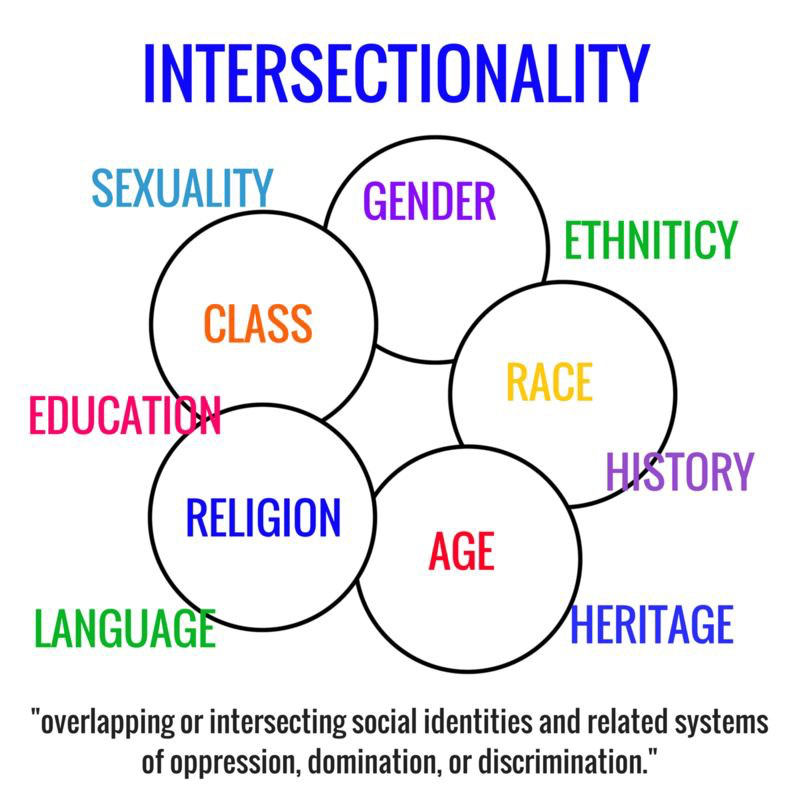 INTERSECTIONALITY
SEXUALITY
GENDER
ETHNITICY
CLASS
RACE
EDUCATION
HISTORY
RELIGION
AGE
LANGUAGE
HERITAGE
"overlapping or intersecting social identities and related systems
of oppression, domination, or discrimination."